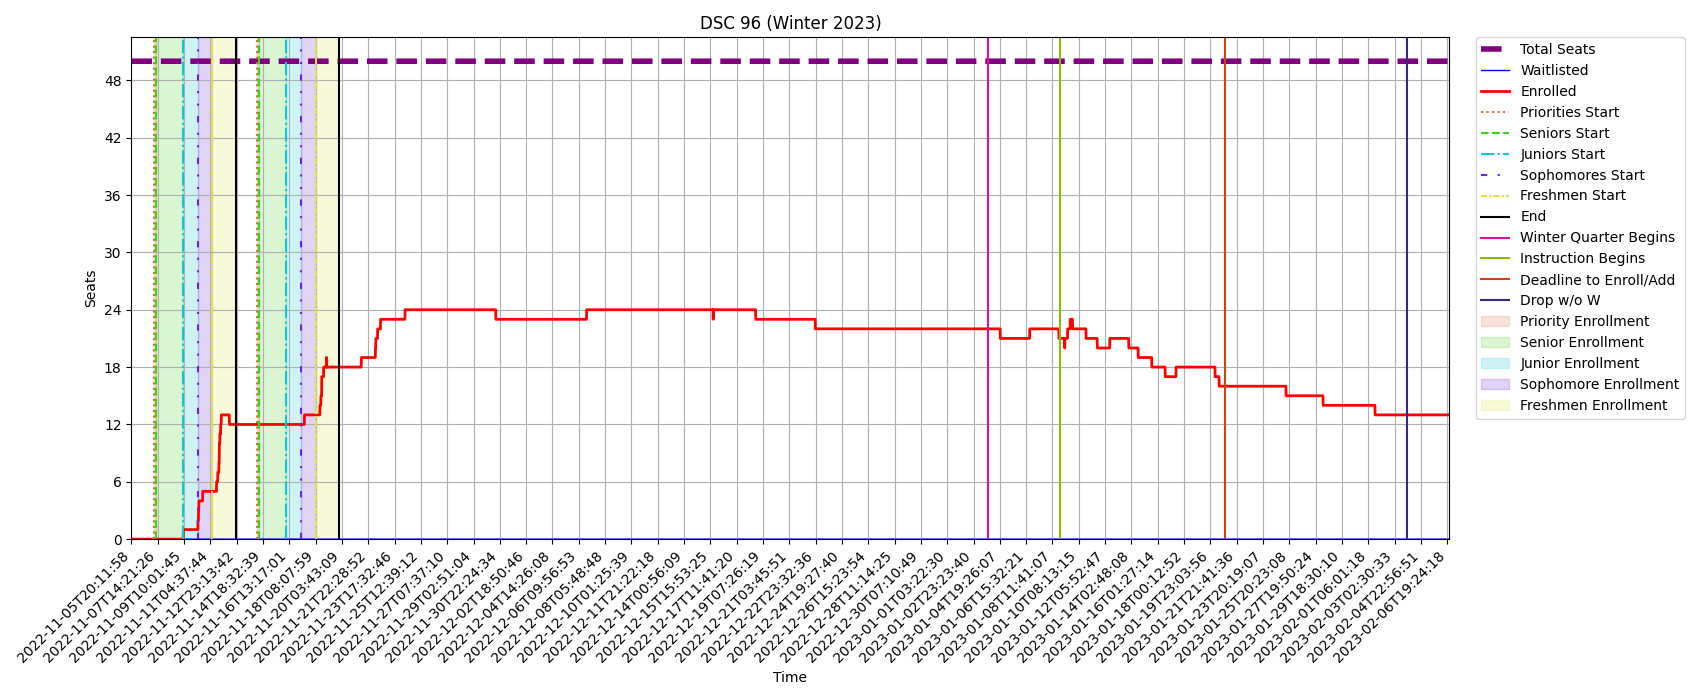 DSC 96 (Winter 2023)
Seats
48
42
36
30
24
18
12
6
0
2022-11-05T20:11:58
2022-11-07T14:21:26
2022-11-09T10:01:45
2022-11-11T04:37:44
2022-11-12T23:13:42
2022-11-14T18:32:39
2022-11-16T13:17:01
2022-11-18T08:07:59
2022-11-20T03:43:09
2022-11-21T22:28:52
2022-11-23T17:32:46
2022-11-25T12:39:12
2022-11-27T07:37:10
2022-11-29T02:51:04
2022-11-30T22:24:34
2022-12-02T18:50:46
2022-12-04T14:26:08
2022-12-06T09:56:53
2022-12-08T05:48:48
2022-12-10T01:25:39
2022-12-11T21:22:18
2022-12-14T00:56:09
2022-12-15T15:53:25
2022-12-17T11:41:20
2022-12-19T07:26:19
2022-12-21T03:45:51
2022-12-22T23:32:36
2022-12-24T19:27:40
2022-12-26T15:23:54
2022-12-28T11:14:25
2022-12-30T07:10:49
2023-01-01T03:22:30
2023-01-02T23:23:40
2023-01-04T19:26:07
2023-01-06T15:32:21
2023-01-08T11:41:07
2023-01-10T08:13:15
2023-01-12T05:52:47
2023-01-14T02:48:08
2023-01-16T01:27:14
2023-01-18T00:12:52
2023-01-19T23:03:56
2023-01-21T21:41:36
2023-01-23T20:19:07
2023-01-25T20:23:08
2023-01-27T19:50:24
2023-01-29T18:30:10
2023-02-01T06:01:18
2023-02-03T02:30:33
2023-02-04T22:56:51
2023-02-06T19:24:18
Time
Total Seats
Waitlisted
Enrolled
Priorities Start
Seniors Start
Juniors Start
Sophomores Start
Freshmen Start
End
Winter Quarter Begins
Instruction Begins
Deadline to Enroll/Add
Drop w/o W
Priority Enrollment
Senior Enrollment
Junior Enrollment
Sophomore Enrollment
Freshmen Enrollment